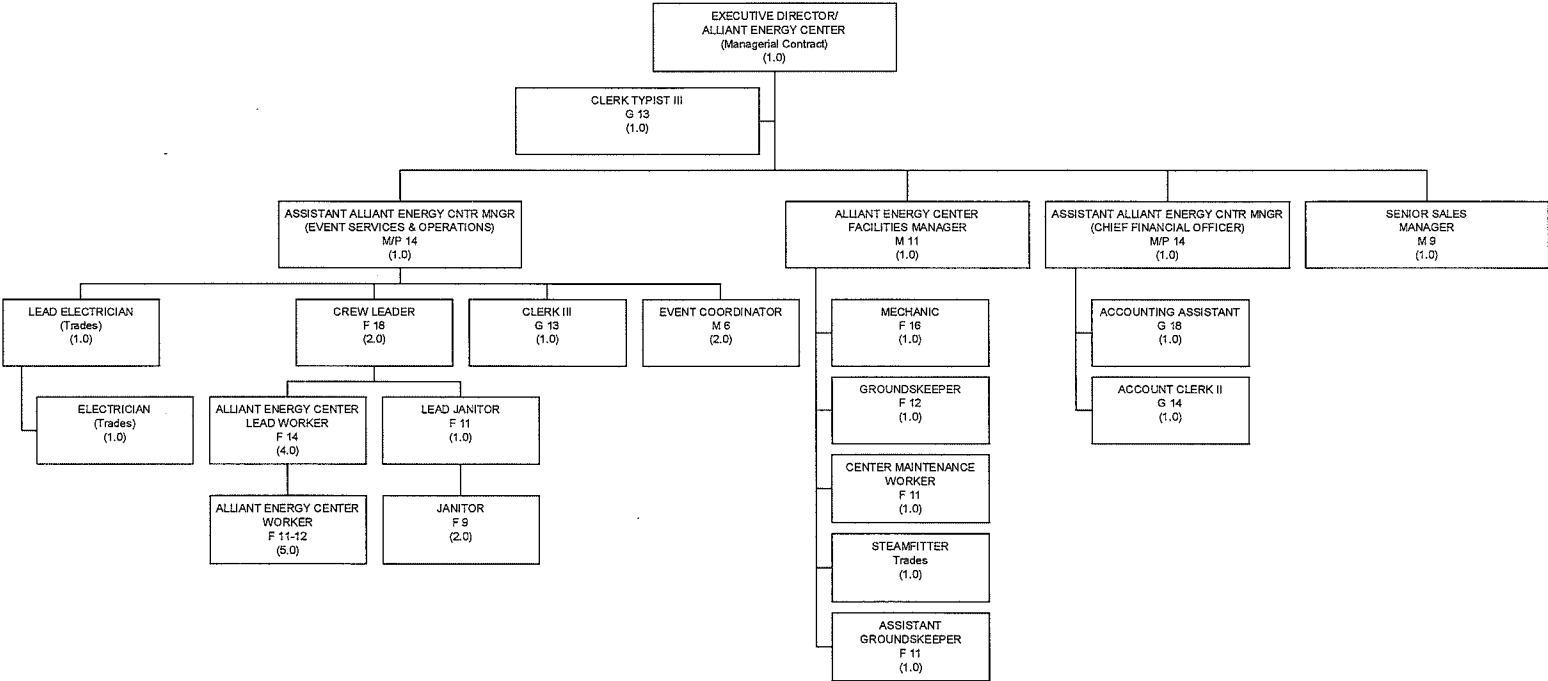 EXECUTIVE DIRECTOR/
ALLIANT ENERGY CENTER
(Managerial Contract)
(1.0)
CLERK TYPIST III
G 13
(1.0)
ASSISTANT ALLIANT ENERGY CNTR MNGR
(EVENT SERVICES & OPERATIONS)
M/P 14
(1.0)
ALLIANT ENERGY CENTER
FACILITIES MANAGER
M 11
(1.0)
ASSISTANT ALLIANT ENERGY CNTR MNGR
(CHIEF FINANCIAL OFFICER)
M/P 14
(1.0)
SENIOR SALES
MANAGER
M 9
(1.0)
LEAD ELECTRICIAN
(Trades)
(1.0)
CREW LEADER
F 18
(2.0)
CLERK III
G 13
(1.0)
EVENT COORDINATOR
M 6
(2.0)
MECHANIC
F 16
(1.0)
ACCOUNTING ASSISTANT
G 18
(1.0)
ELECTRICIAN
(Trades)
(1.0)
ALLIANT ENERGY CENTER
LEAD WORKER
F 14
(4.0)
LEAD JANITOR
F 11
(1.0)
GROUNDSKEEPER
F 12
(1.0)
ACCOUNT CLERK II
G 14
(1.0)
ALLIANT ENERGY CENTER
WORKER
F 11-12
(5.0)
JANITOR
F 9
(2.0)
CENTER MAINTENANCE
WORKER
F 11
(1.0)
STEAMFITTER
Trades
(1.0)
ASSISTANT
GROUNDSKEEPER
F 11
(1.0)